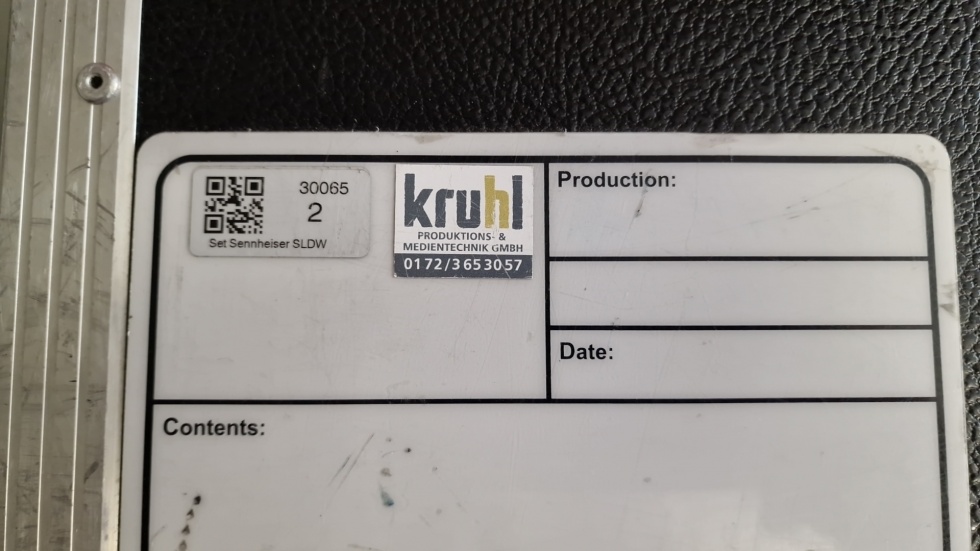 30065
2
Set Sennheiser SLDW
kruhl
PRODUKTIONS- &
MEDIENTECHNIK GMBH
0172/3653057
Production:
Date:
Contents: